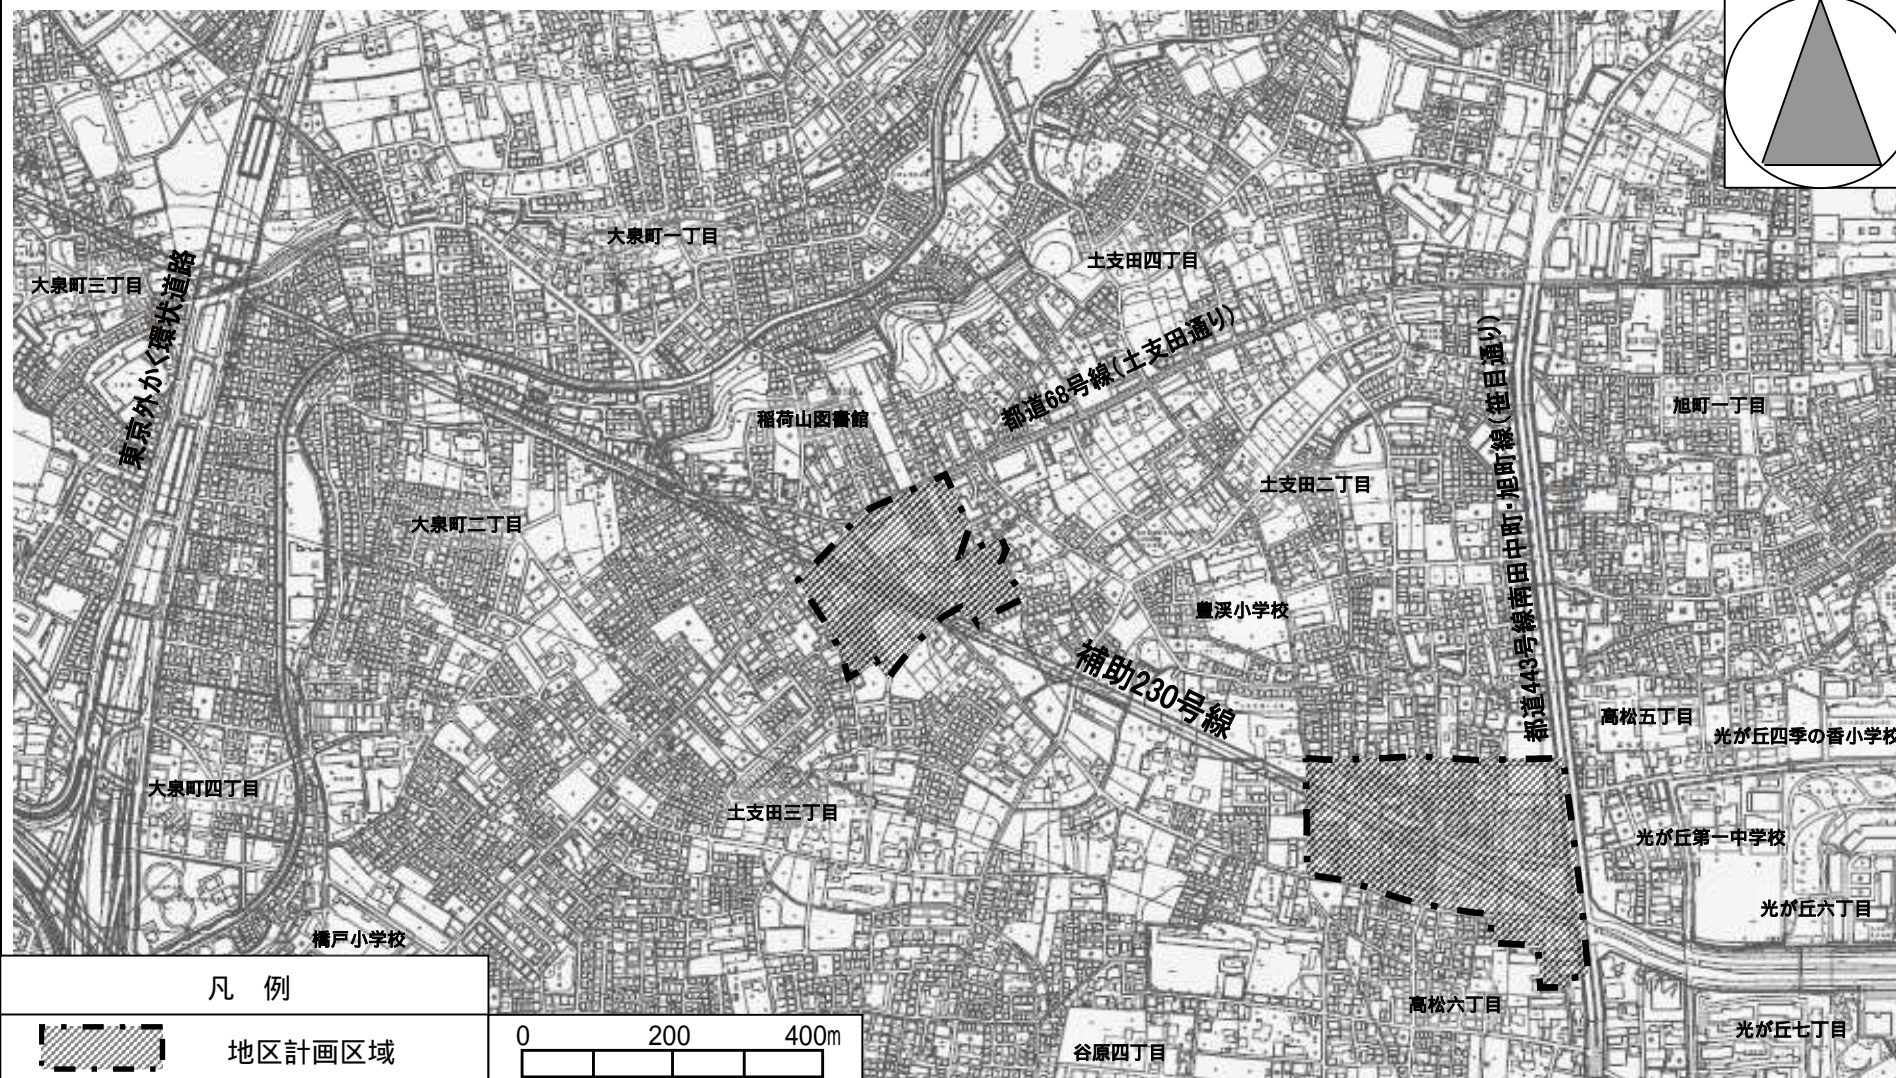 大泉町一丁目
土支田四丁目
大泉町三丁目
東京外かく環状道路
都道68号線(土支田通り)
都道443号線南田中町・旭町線(笹目通り)
旭町一丁目
稲荷山図書館
土支田二丁目
大泉町二丁目
豊渓小学校
補助230号線
高松五丁目
光が丘四季の香小学校
大泉町四丁目
土支田三丁目
光が丘第一中学校
光が丘六丁目
橋戸小学校
高松六丁目
光が丘七丁目
谷原四丁目
凡 例
地区計画区域
0 200 400m